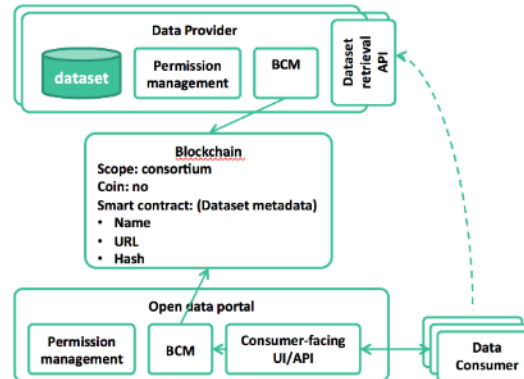 Data Provider
dataset
Permission
management
BCM
Dataset
retrieval
API
Blockchain
Scope: consortium
Coin: no
Smart contract: (Dataset metadata)
• Name
• URL
• Hash
Open data portal
Permission
management
BCM
Consumer-facing
UI/API
Data
Consumer